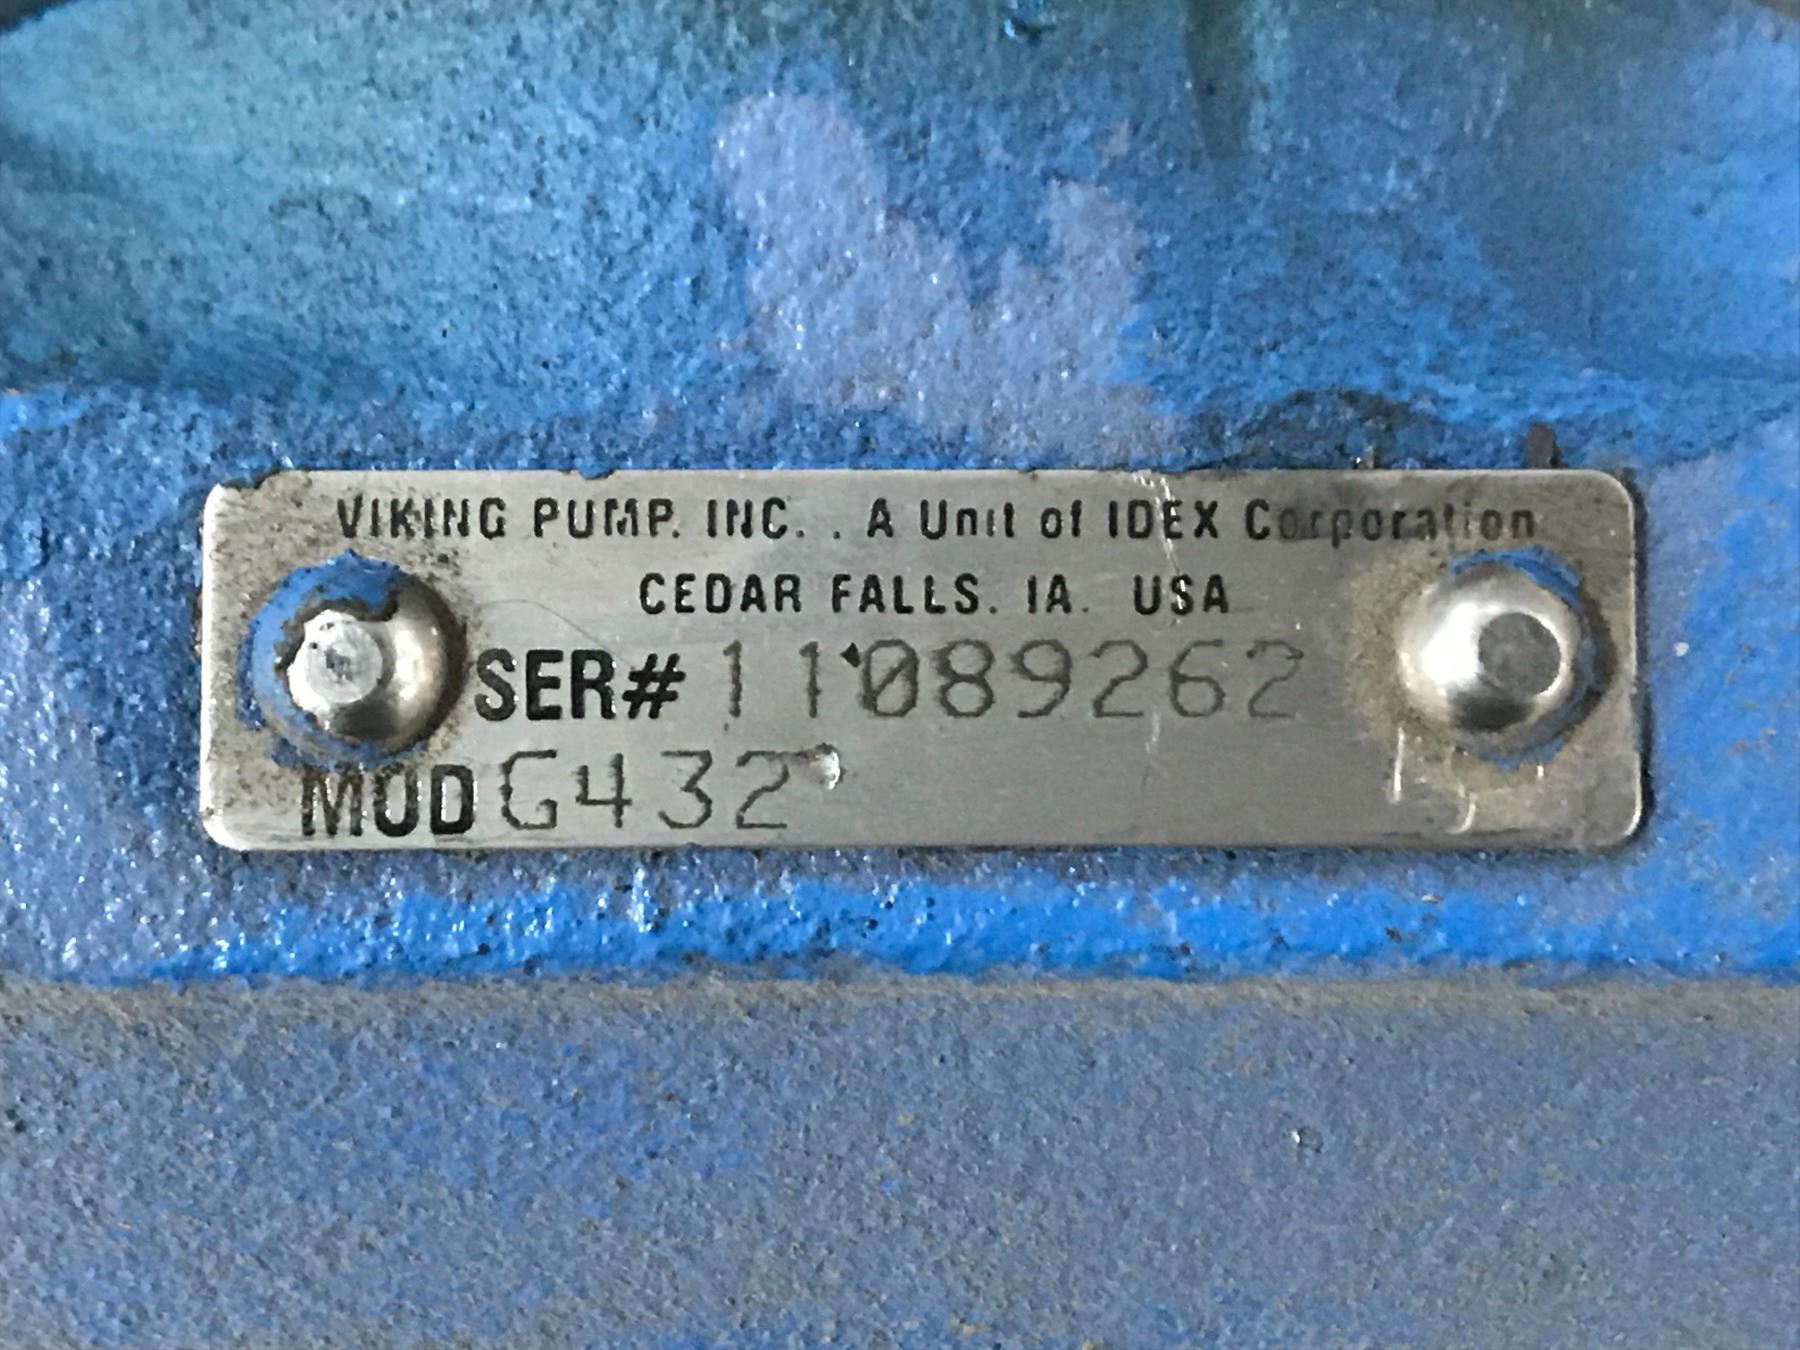 VIKING PUMP. INC. . A Unit of IDEX Corporation
CEDAR FALLS. IA. USA
SER# 11089262
MOD G432